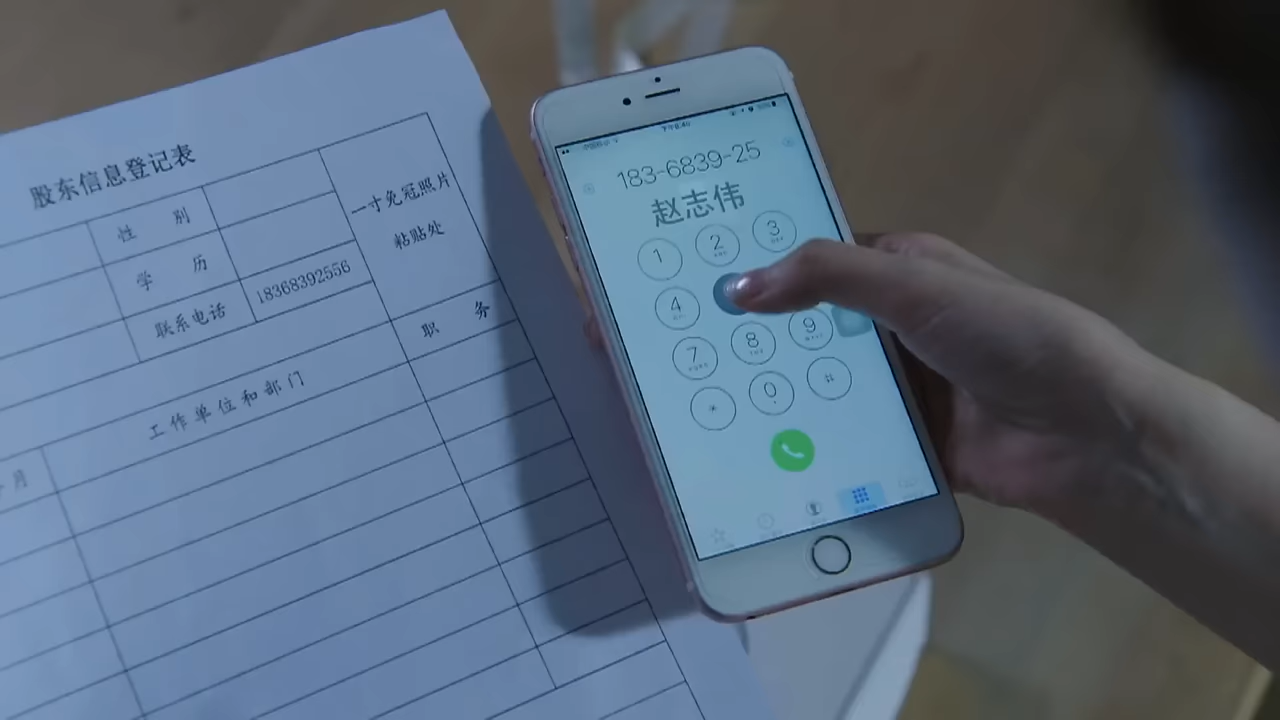 股东信息登记表
性 别
学 历
联系电话
18368392556
一寸免冠照片
粘贴处
职 务
工作单位和部门
月
183-6839-25
赵志伟
1
2
3
4
7
8
9
*
0
#